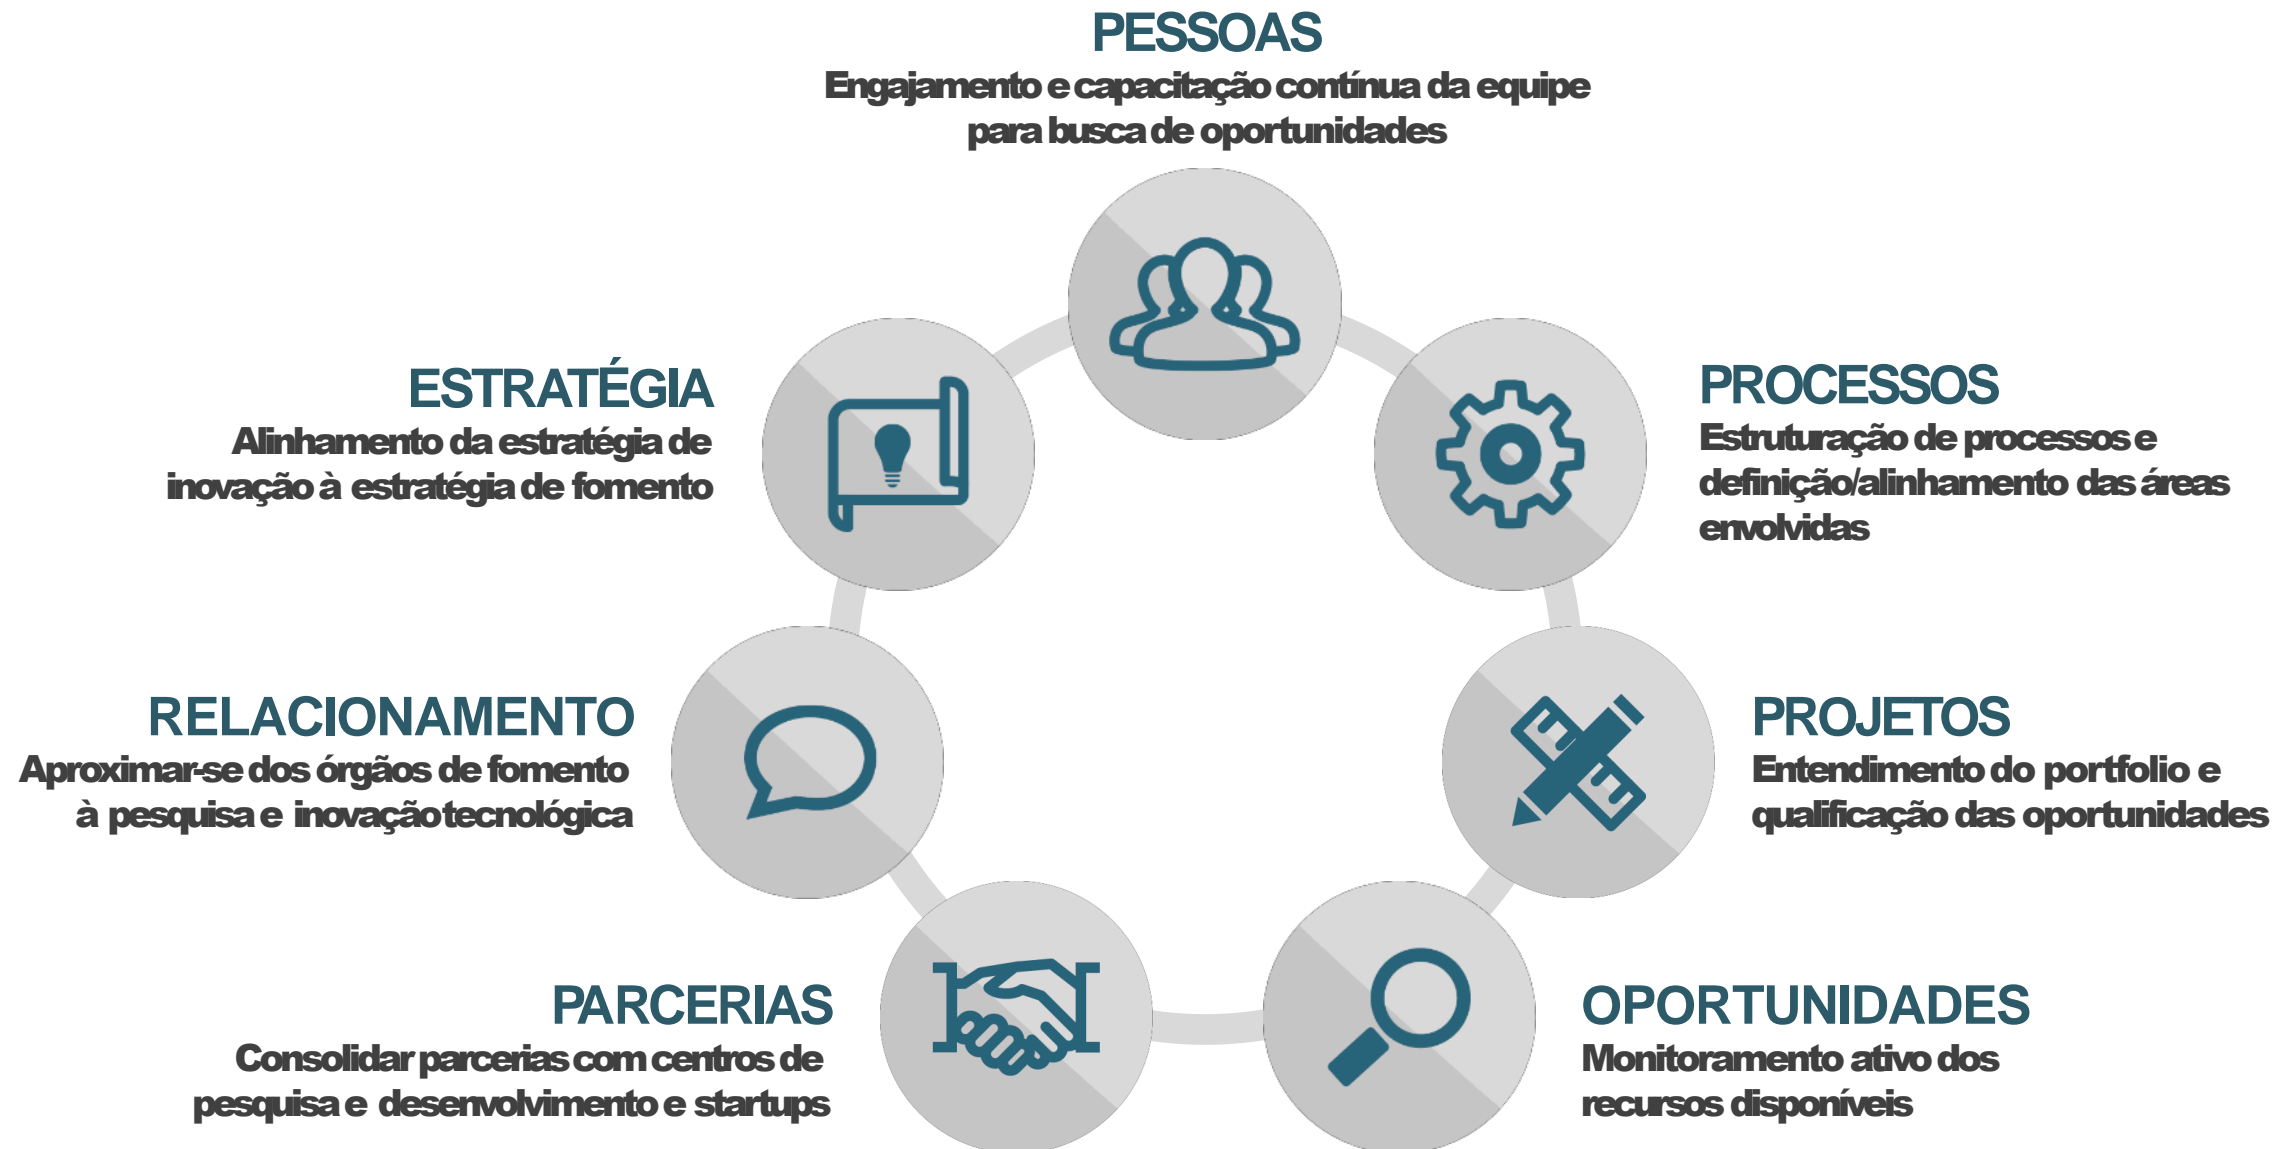 PESSOAS
Engajamento e capacitação contínua da equipe
para busca de oportunidades
ESTRATÉGIA
Alinhamento da estratégia de
inovação à estratégia de fomento
PROCESSOS
Estruturação de processos e
definição/alinhamento das áreas
envolvidas
RELACIONAMENTO
Aproximar-se dos órgãos de fomento
à pesquisa e inovação tecnológica
PROJETOS
Entendimento do portfolio e
qualificação das oportunidades
PARCERIAS
Consolidar parcerias com centros de
pesquisa e desenvolvimento e startups
OPORTUNIDADES
Monitoramento ativo dos
recursos disponíveis